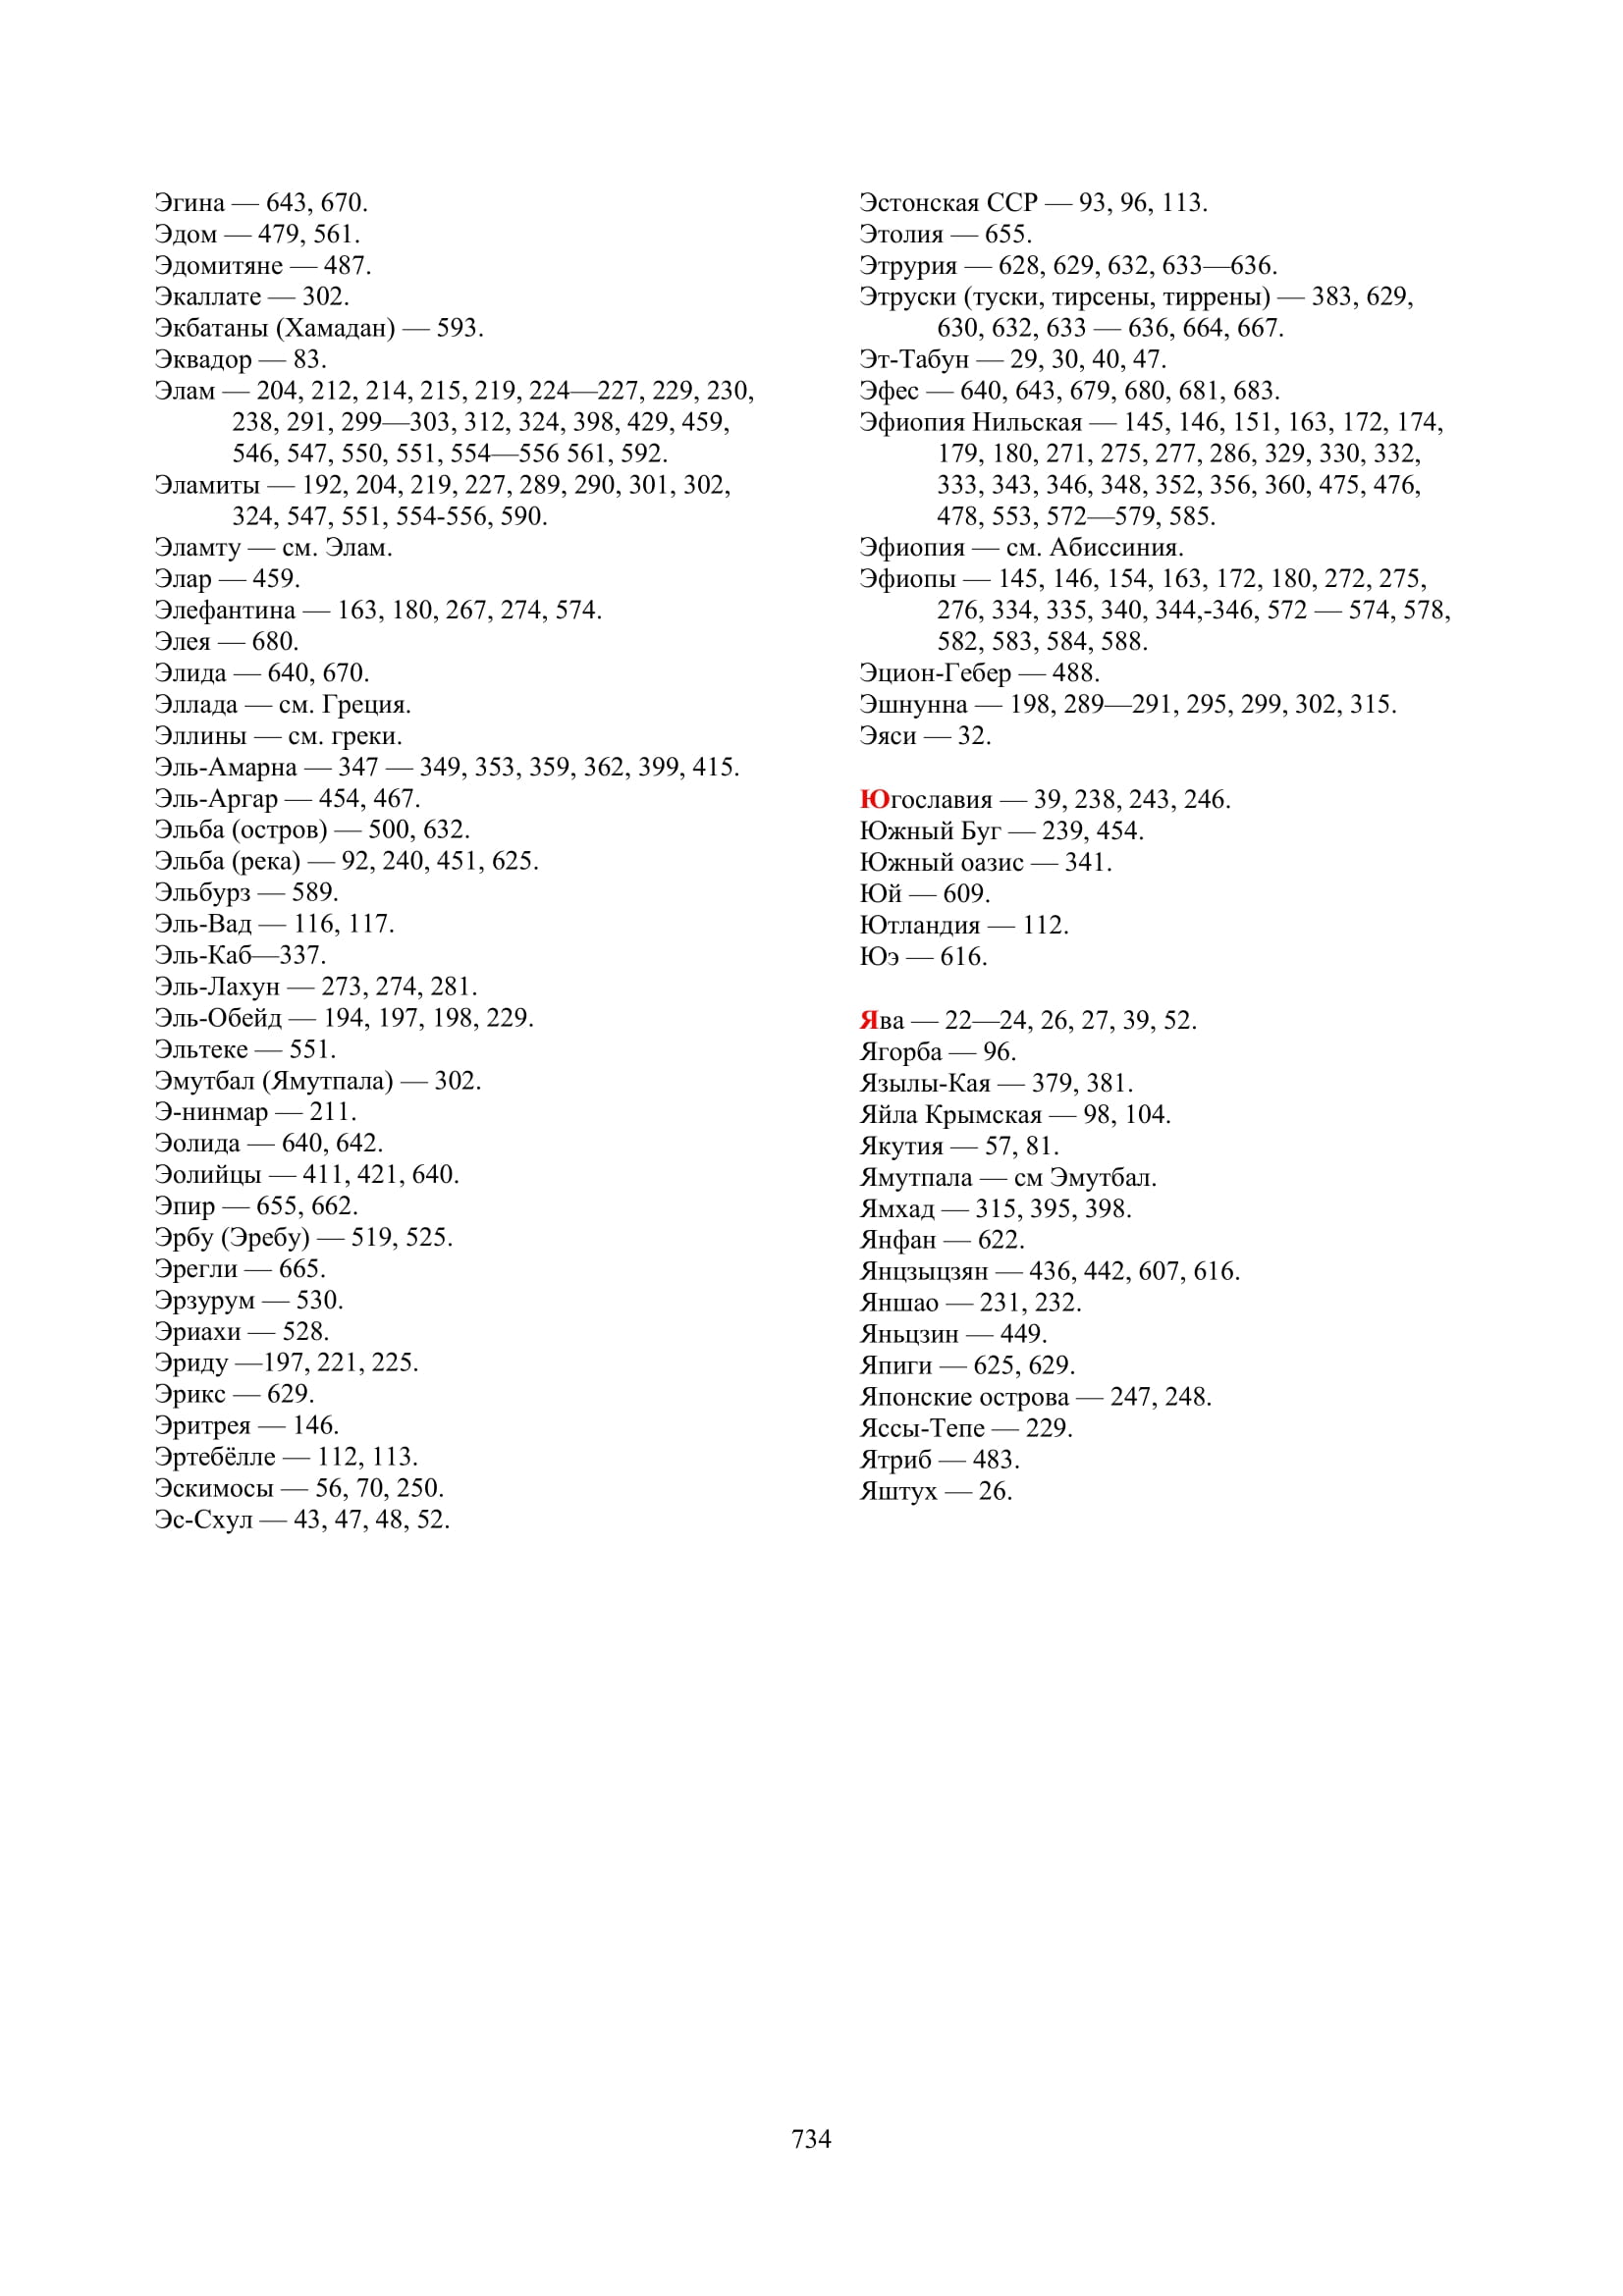 Эгина — 643, 670.
Эдом — 479, 561.
Эдомитяне — 487.
Экаллате — 302.
Экбатаны (Хамадан) — 593.
Эквадор — 83.
Элам — 204, 212, 214, 215, 219, 224—227, 229, 230,
238, 291, 299—303, 312, 324, 398, 429, 459,
546, 547, 550, 551, 554—556 561, 592.
Эламиты — 192, 204, 219, 227, 289, 290, 301, 302,
324, 547, 551, 554-556, 590.
Эламту — см. Элам.
Элар — 459.
Элефантина — 163, 180, 267, 274, 574.
Элея — 680.
Элида — 640, 670.
Эллада — см. Греция.
Эллины — см. греки.
Эль-Амарна — 347 — 349, 353, 359, 362, 399, 415.
Эль-Аргар — 454, 467.
Эльба (остров) — 500, 632.
Эльба (река) — 92, 240, 451, 625.
Эльбурз — 589.
Эль-Вад — 116, 117.
Эль-Каб—337.
Эль-Лахун — 273, 274, 281.
Эль-Обейд — 194, 197, 198, 229.
Эльтеке — 551.
Эмутбал (Ямутпала) — 302.
Э-нинмар — 211.
Эолида — 640, 642.
Эолийцы — 411, 421, 640.
Эпир — 655, 662.
Эрбу (Эребу) — 519, 525.
Эрегли — 665.
Эрзурум — 530.
Эриахи — 528.
Эриду —197, 221, 225.
Эрикс — 629.
Эритрея — 146.
Эртебёлле — 112, 113.
Эскимосы — 56, 70, 250.
Эс-Схул — 43, 47, 48, 52.
Эстонская ССР — 93, 96, 113.
Этолия — 655.
Этрурия — 628, 629, 632, 633—636.
Этруски (туски, тирсены, тиррены) — 383, 629,
630, 632, 633 — 636, 664, 667.
Эт-Табун — 29, 30, 40, 47.
Эфес — 640, 643, 679, 680, 681, 683.
Эфиопия Нильская — 145, 146, 151, 163, 172, 174,
179, 180, 271, 275, 277, 286, 329, 330, 332,
333, 343, 346, 348, 352, 356, 360, 475, 476,
478, 553, 572—579, 585.
Эфиопия — см. Абиссиния.
Эфиопы — 145, 146, 154, 163, 172, 180, 272, 275,
276, 334, 335, 340, 344,-346, 572 — 574, 578,
582, 583, 584, 588.
Эцион-Гебер — 488.
Эшнунна — 198, 289—291, 295, 299, 302, 315.
Эяси — 32.
Югославия — 39, 238, 243, 246.
Южный Буг — 239, 454.
Южный оазис — 341.
Юй — 609.
Ютландия — 112.
Юэ — 616.
Ява — 22—24, 26, 27, 39, 52.
Ягорба — 96.
Языли-Кая — 379, 381.
Яйла Крымская — 98, 104.
Якутия — 57, 81.
Ямутпала — см Эмутбал.
Ямхад — 315, 395, 398.
Янфан — 622.
Янцзыцзян — 436, 442, 607, 616.
Яншао — 231, 232.
Яньцзин — 449.
Япиги — 625, 629.
Японские острова — 247, 248.
Яссы-Тепе — 229.
Ятриб — 483.
Яштух — 26.
734